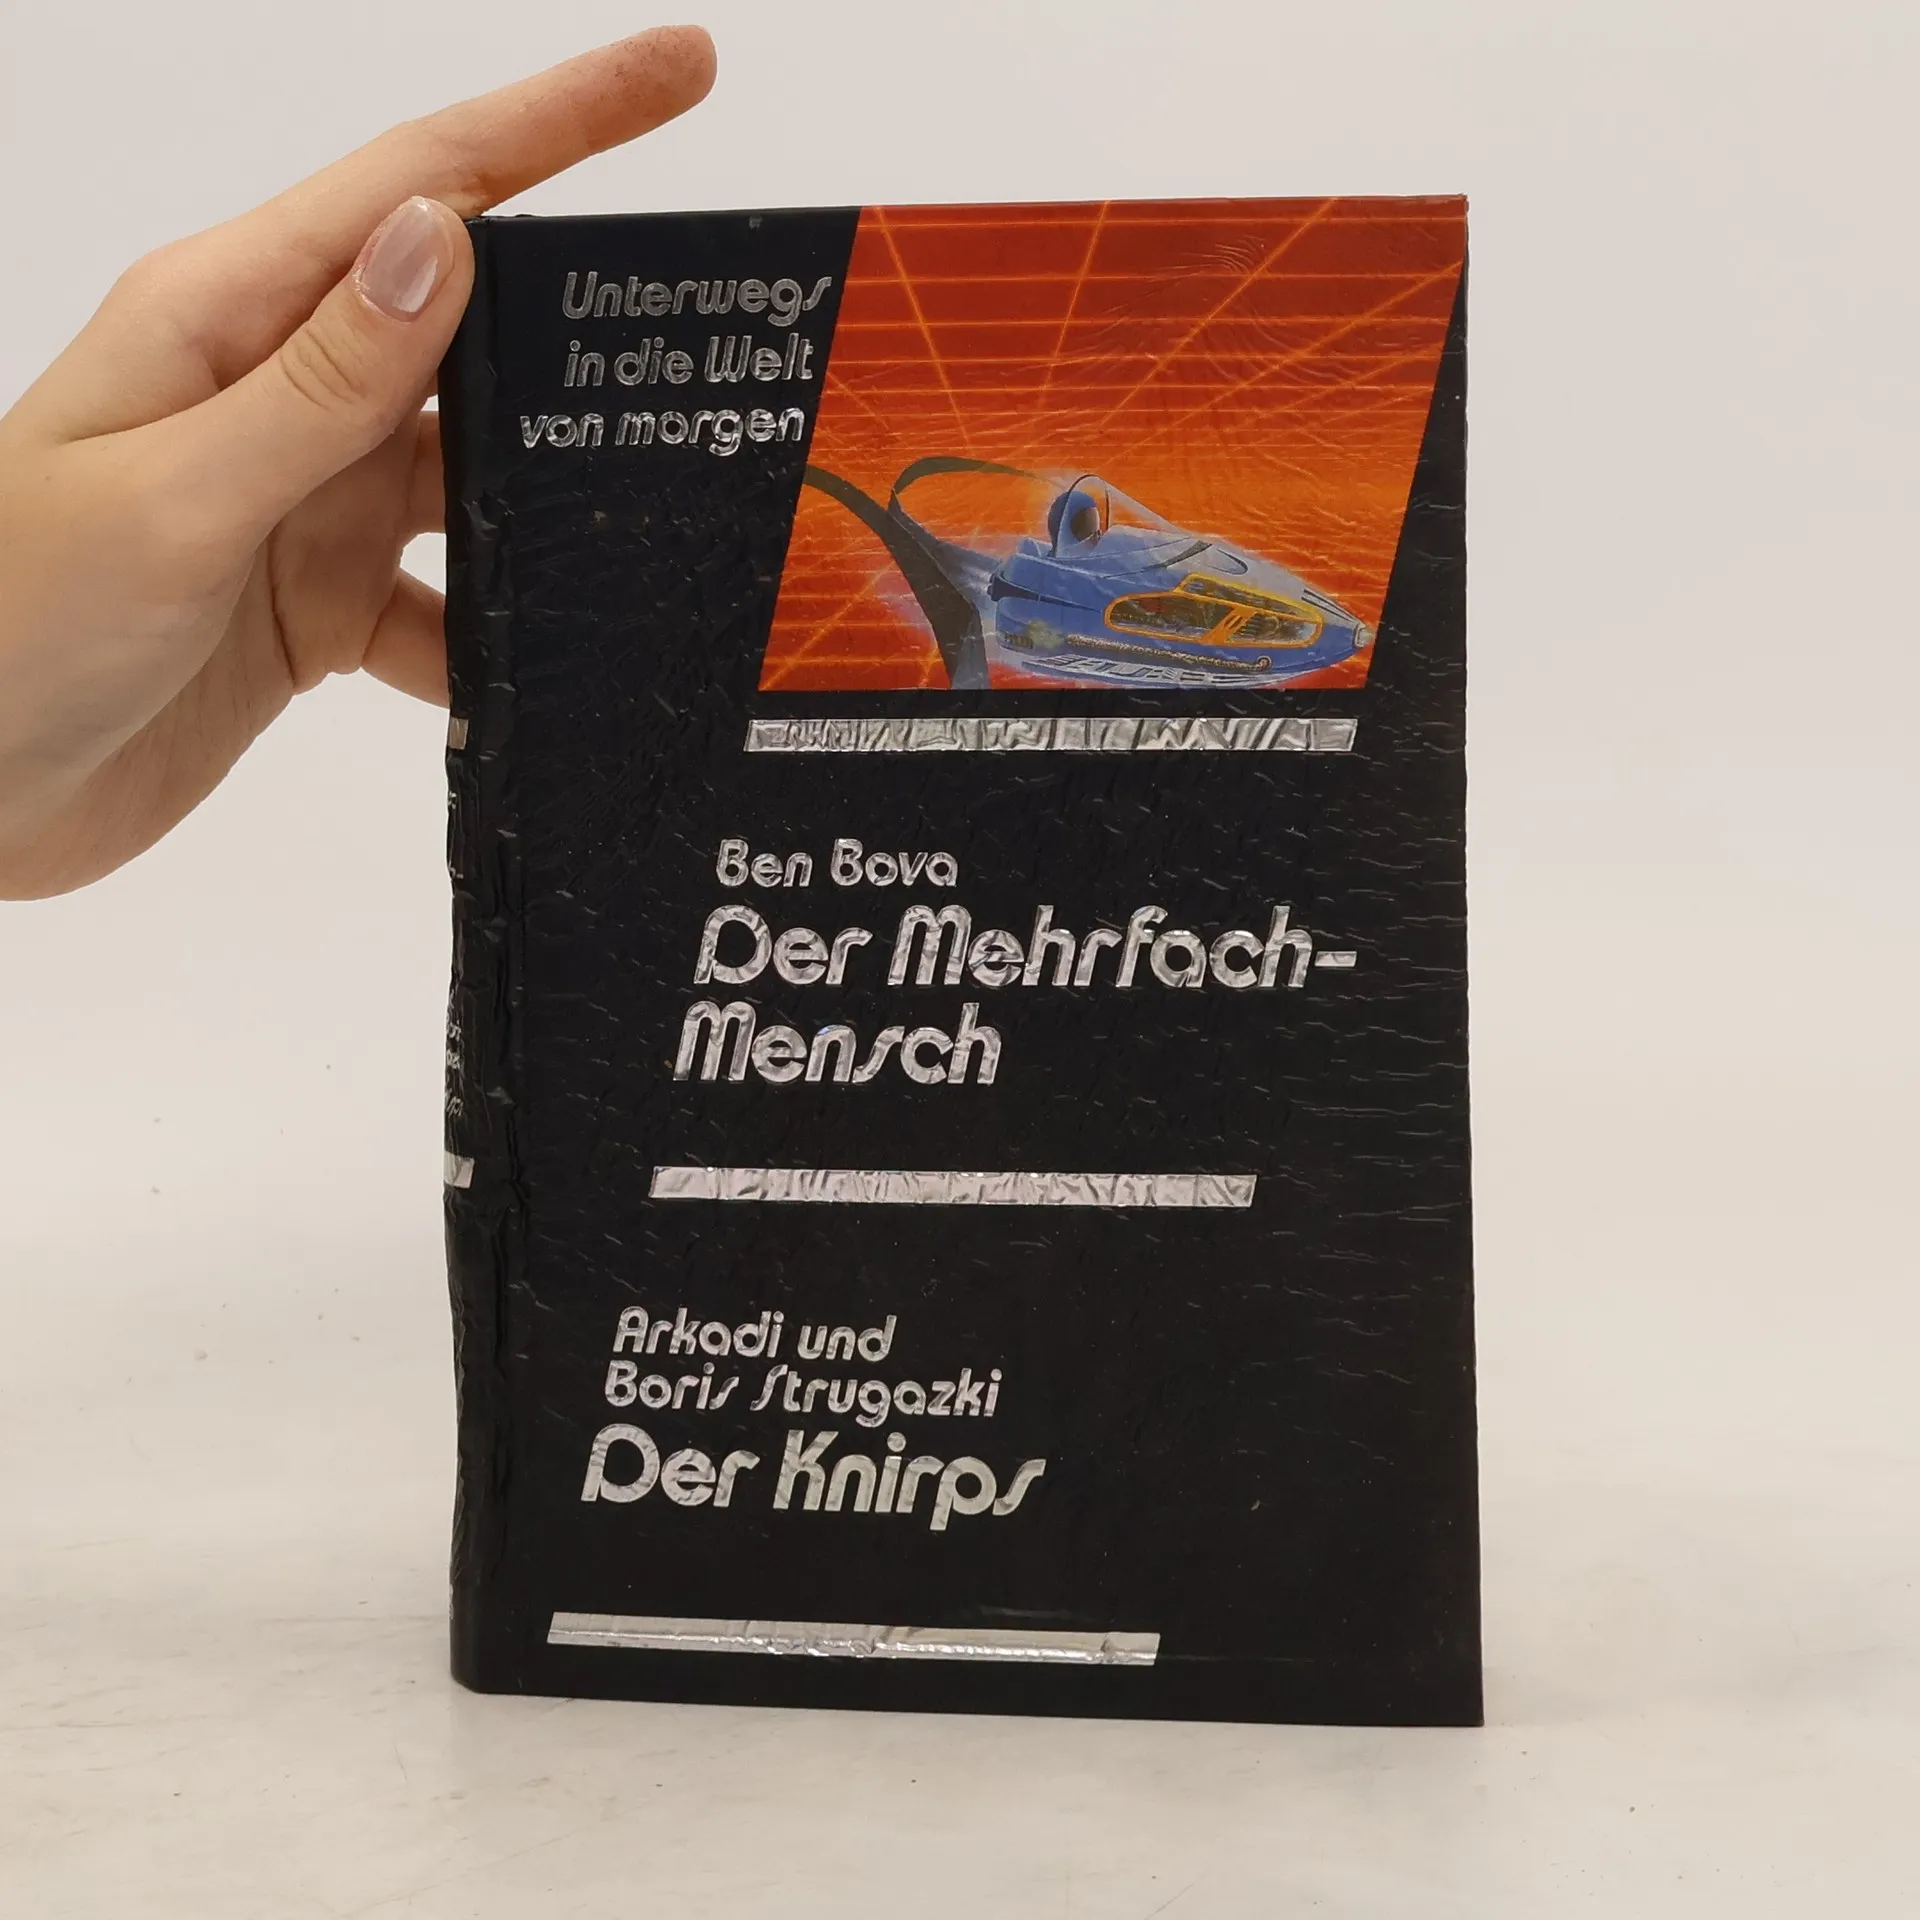 Unterwegs
in die Welt
von morgen
Ben Bova
Der Mehrfach-
Mensch
Arkadi und
Boris Strugazki
Der Knirps